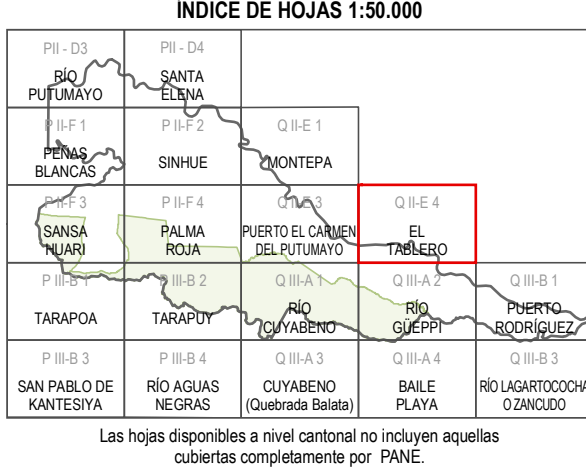 ÍNDICE DE HOJAS 1:50.000
PII - D3
PII - D4
RÍO
PUTUMAYO
SANTA
ELENA
P II-F 1
P II-F 2
Q II-E 1
PEÑAS
BLANCAS
SINHUE
MONTEPA
P II-F 3
P II-F 4
Q II-E 3
Q II-E 4
SANSA
HUARI
PALMA
ROJA
PUERTO EL CARMEN
DEL PUTUMAYO
EL
TABLERO
P III-B 1
P III-B 2
Q III-A 1
Q III-A 2
Q III-B 1
TARAPOA
TARAPUY
RÍO
CUYABENO
RÍO
GÜEPPI
PUERTO
RODRÍGUEZ
P III-B 3
P III-B 4
Q III-A 3
Q III-A 4
Q III-B 3
SAN PABLO DE
KANTESIYA
RÍO AGUAS
NEGRAS
CUYABENO
(Quebrada Balata)
BAILE
PLAYA
RÍO LAGARTOCOCHA
O ZANCUDO
Las hojas disponibles a nivel cantonal no incluyen aquellas
cubiertas completamente por PANE.